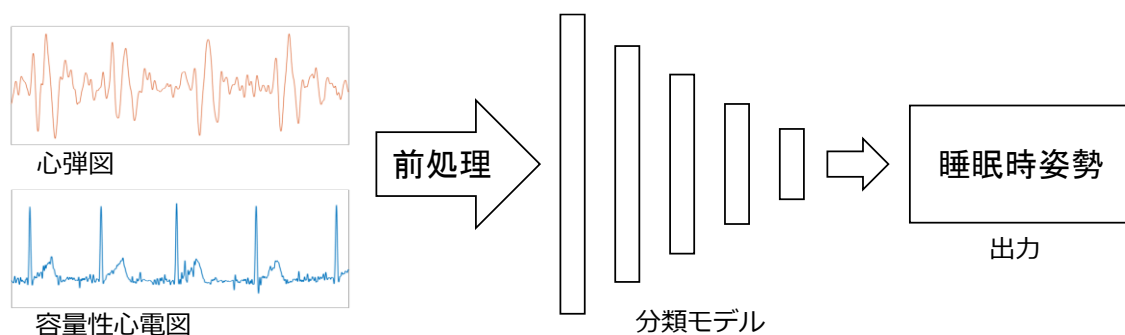 心弾図
容量性心電図
前処理
分類モデル
睡眠時姿勢
出力